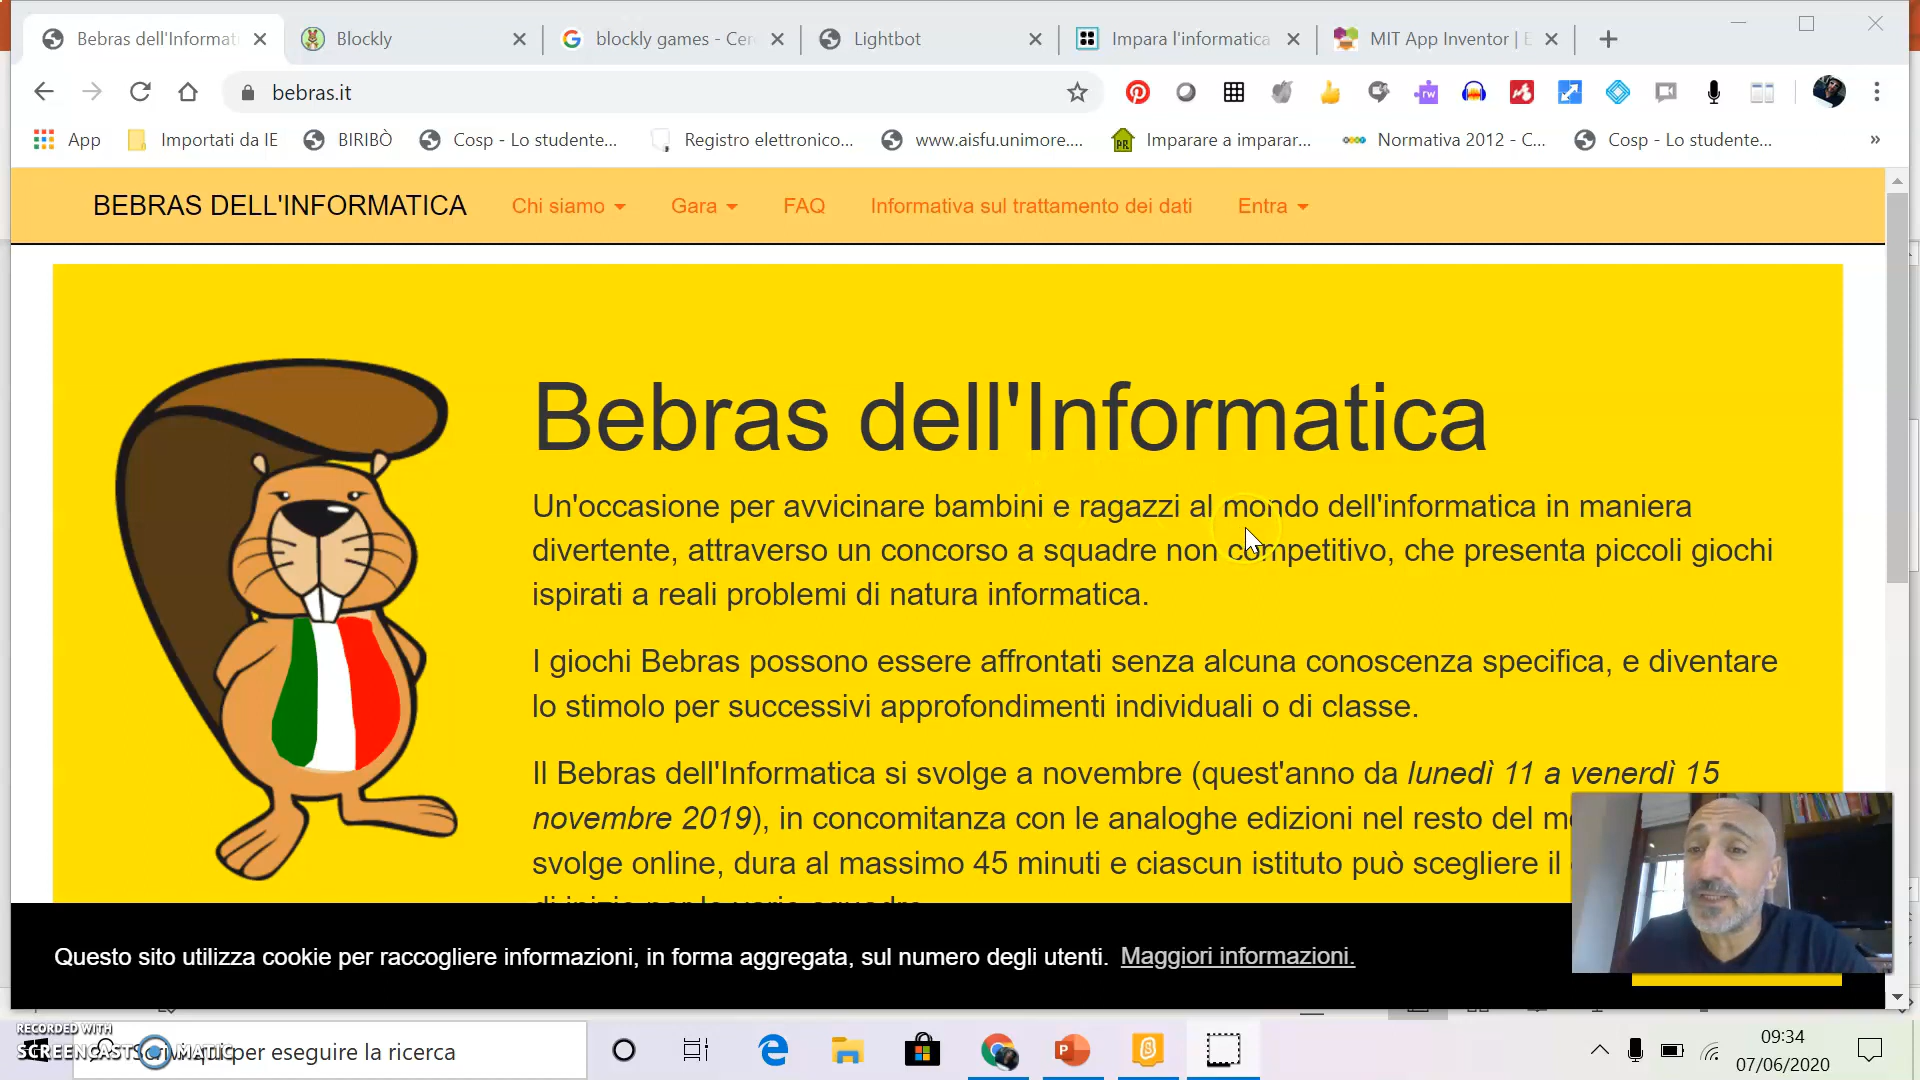 Bebras dell'Informati
Blockly
blockly games - Cer
Lightbot
Impara l'informatica
MIT App Inventor | E
bebras.it
App
Importati da IE
BIRIBÒ
Cosp - Lo studente...
Registro elettronico...
www.aisfu.unimore....
Imparare a imparar...
Normativa 2012 - C...
Cosp - Lo studente...
»
BEBRAS DELL'INFORMATICA
Chi siamo
Gara
FAQ
Informativa sul trattamento dei dati
Entra
Bebras dell'Informatica
Un'occasione per avvicinare bambini e ragazzi al mondo dell'informatica in maniera
divertente, attraverso un concorso a squadre non competitivo, che presenta piccoli giochi
ispirati a reali problemi di natura informatica.
I giochi Bebras possono essere affrontati senza alcuna conoscenza specifica, e diventare
lo stimolo per successivi approfondimenti individuali o di classe.
Il Bebras dell'Informatica si svolge a novembre (quest'anno da lunedì 11 a venerdì 15
novembre 2019), in concomitanza con le analoghe edizioni nel resto del
svolge online, dura al massimo 45 minuti e ciascun istituto può scegliere il
Questo sito utilizza cookie per raccogliere informazioni, in forma aggregata, sul numero degli utenti. Maggiori informazioni.
RECORDED WITH
SCREENCAST-O-MATIC
Scrivi qui per eseguire la ricerca
09:34
07/06/2020